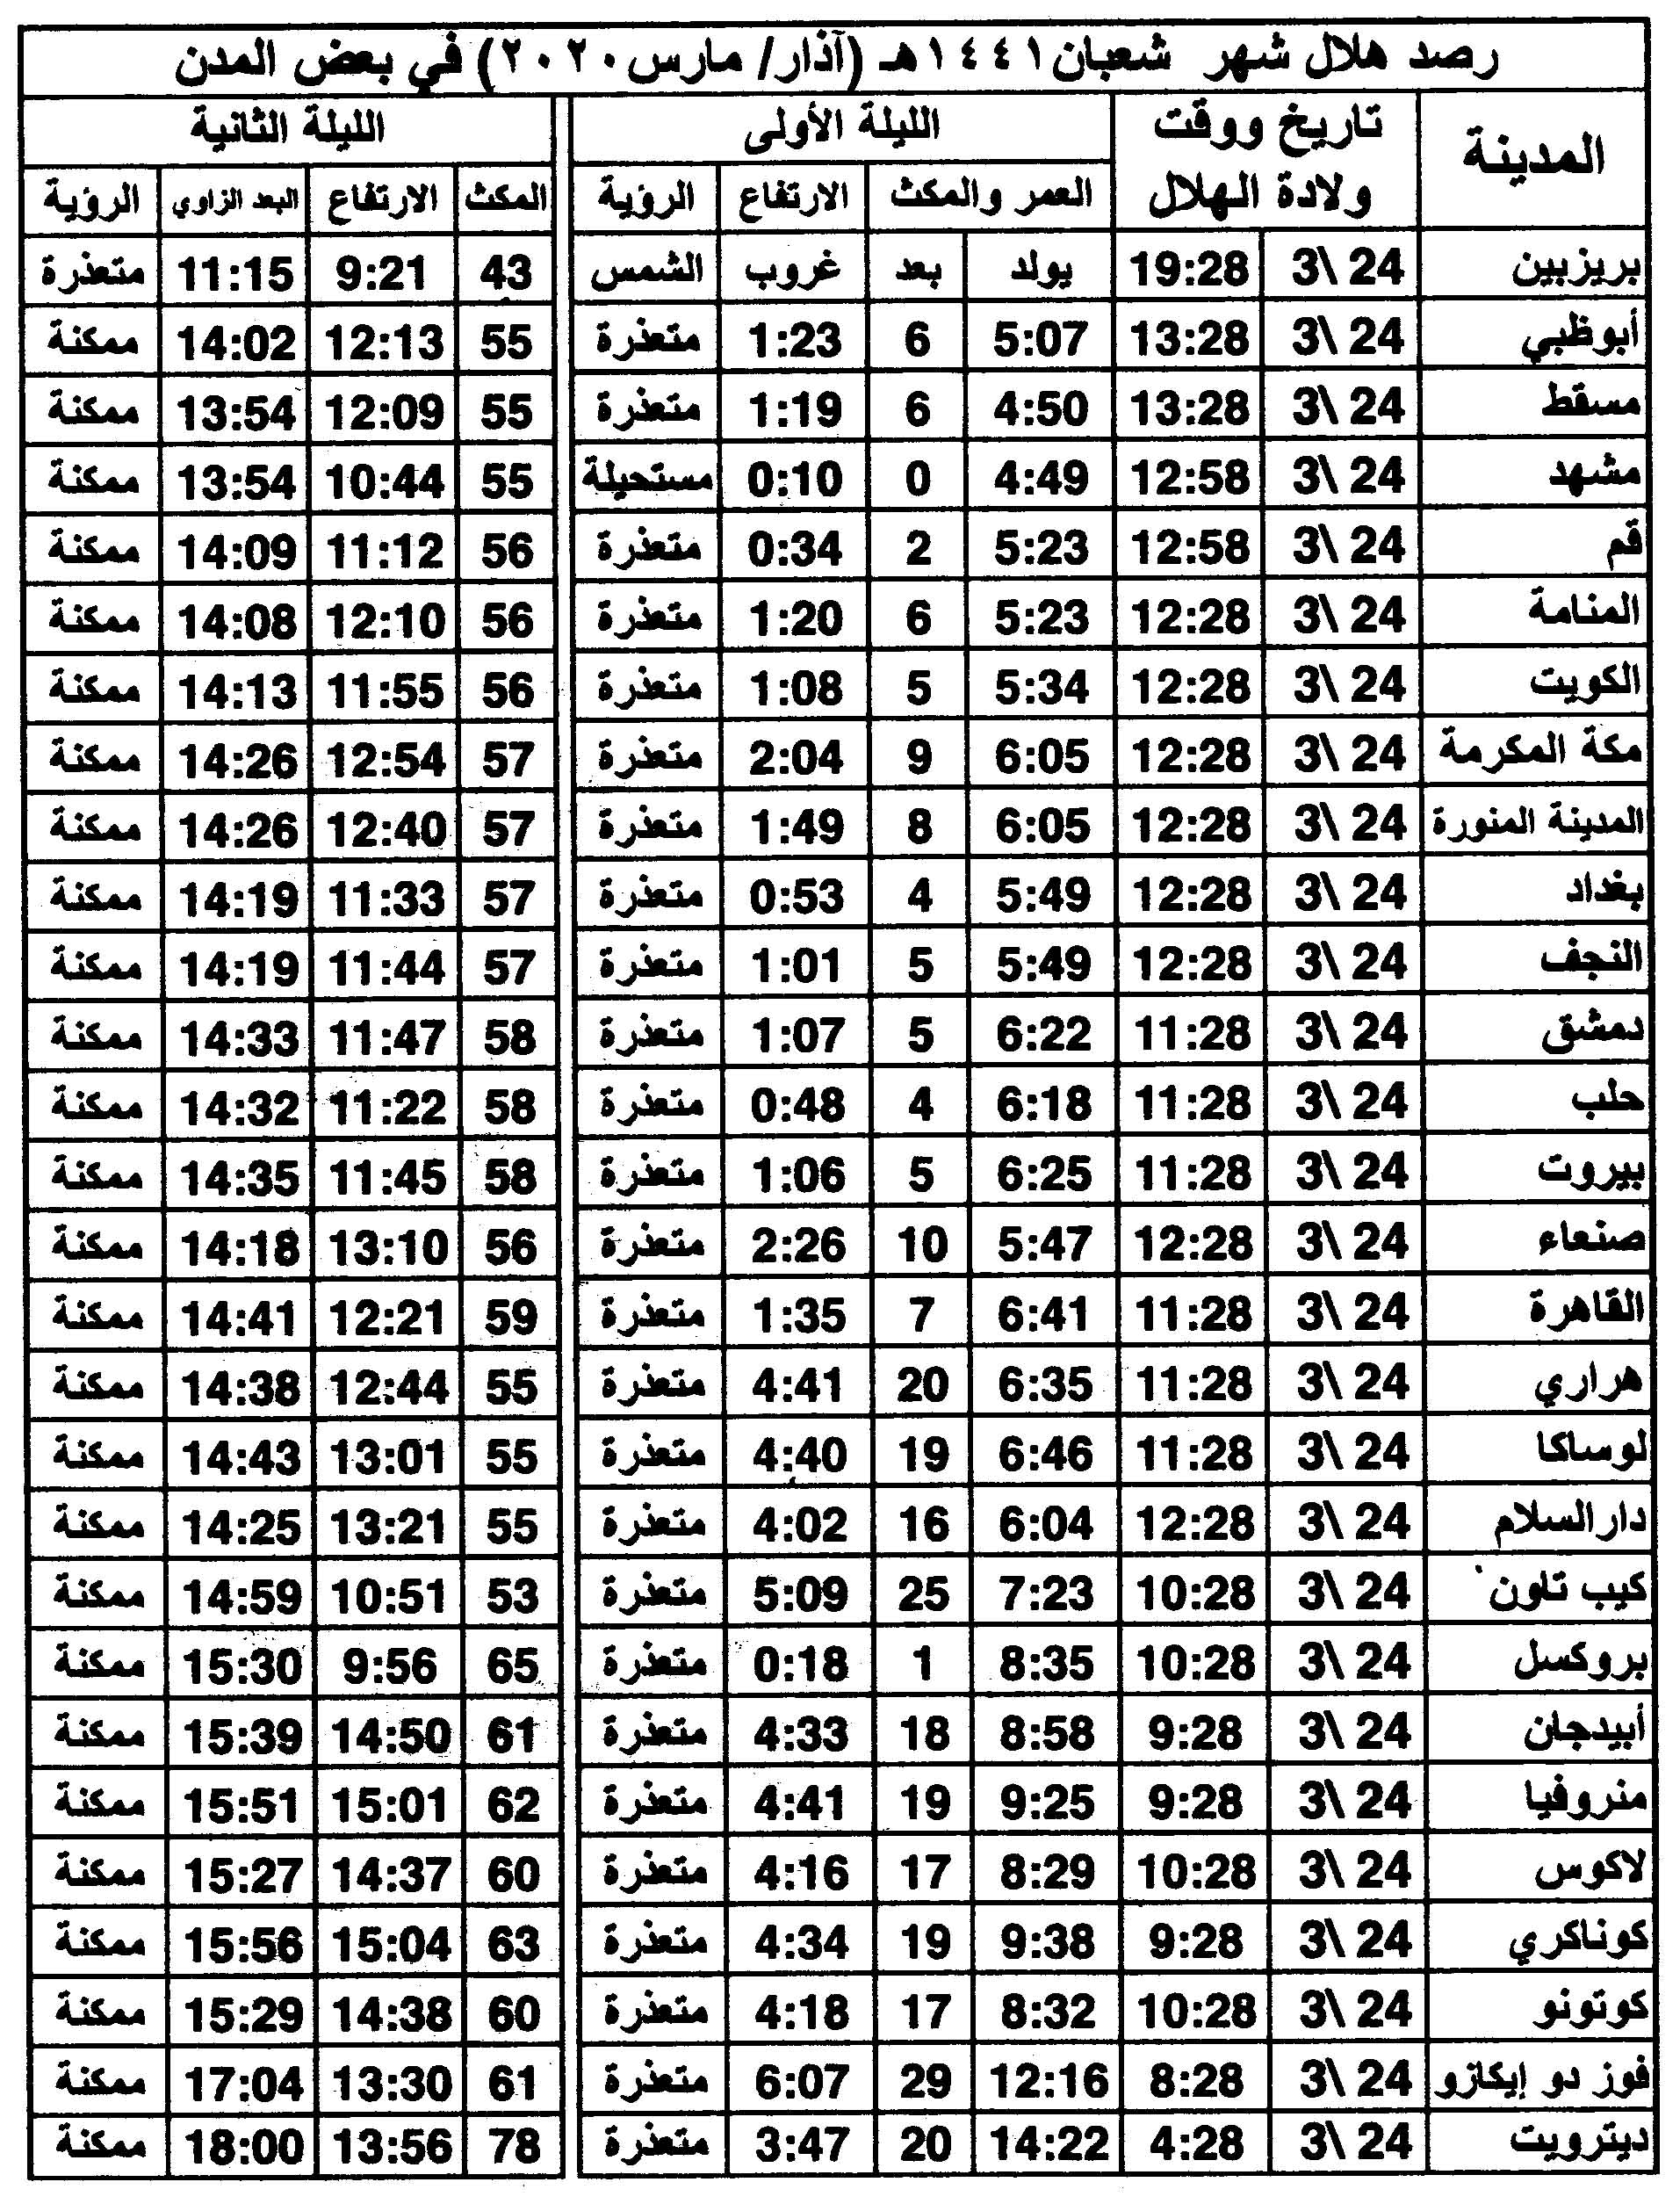 رصد هلال شهر شعبان ١٤٤١هـ (آذار/ مارس ٢٠٢٠) في بعض المدن
المدينة تاريخ ووقت ولادة الهلال الليلة الأولى الليلة الثانية
العمر والمكث الارتفاع الرؤية المكث الارتفاع البعد الزاوي الرؤية
بريزبين 24 \3 19:28 يولد بعد غروب الشمس 43 9:21 11:15 متعذرة
أبوظبي 24 \3 13:28 5:07 6 1:23 متعذرة 55 12:13 14:02 ممكنة
مسقط 24 \3 13:28 4:50 6 1:19 متعذرة 55 12:09 13:54 ممكنة
مشهد 24 \3 12:58 4:49 0 0:10 مستحيلة 55 10:44 13:54 ممكنة
قم 24 \3 12:58 5:23 2 0:34 متعذرة 56 11:12 14:09 ممكنة
المنامة 24 \3 12:28 5:23 6 1:20 متعذرة 56 12:10 14:08 ممكنة
الكويت 24 \3 12:28 5:34 5 1:08 متعذرة 56 11:55 14:13 ممكنة
مكة المكرمة 24 \3 12:28 6:05 9 2:04 متعذرة 57 12:54 14:26 ممكنة
المدينة المنورة 24 \3 12:28 6:05 8 1:49 متعذرة 57 12:40 14:26 ممكنة
بغداد 24 \3 12:28 5:49 4 0:53 متعذرة 57 11:33 14:19 ممكنة
النجف 24 \3 12:28 5:49 5 1:01 متعذرة 57 11:44 14:19 ممكنة
دمشق 24 \3 11:28 6:22 5 1:07 متعذرة 58 11:47 14:33 ممكنة
حلب 24 \3 11:28 6:18 4 0:48 متعذرة 58 11:22 14:32 ممكنة
بيروت 24 \3 11:28 6:25 5 1:06 متعذرة 58 11:45 14:35 ممكنة
صنعاء 24 \3 12:28 5:47 10 2:26 متعذرة 56 13:10 14:18 ممكنة
القاهرة 24 \3 11:28 6:41 7 1:35 متعذرة 59 12:21 14:41 ممكنة
هراري 24 \3 11:28 6:35 20 4:41 متعذرة 55 12:44 14:38 ممكنة
لوساكا 24 \3 11:28 6:46 19 4:40 متعذرة 55 13:01 14:43 ممكنة
دارالسلام 24 \3 12:28 6:04 16 4:02 متعذرة 55 13:21 14:25 ممكنة
كيب تاون 24 \3 10:28 7:23 25 5:09 متعذرة 53 10:51 14:59 ممكنة
بروكسل 24 \3 10:28 8:35 1 0:18 متعذرة 65 9:56 15:30 ممكنة
أبيدجان 24 \3 9:28 8:58 18 4:33 متعذرة 61 14:50 15:39 ممكنة
منروفيا 24 \3 9:28 9:25 19 4:41 متعذرة 62 15:01 15:51 ممكنة
لاكوس 24 \3 10:28 8:29 17 4:16 متعذرة 60 14:37 15:27 ممكنة
كوناكري 24 \3 9:28 9:38 19 4:34 متعذرة 63 15:04 15:56 ممكنة
كوتونو 24 \3 10:28 8:32 17 4:18 متعذرة 60 14:38 15:29 ممكنة
فوز دو إيكازو 24 \3 8:28 12:16 29 6:07 متعذرة 61 13:30 17:04 ممكنة
ديترويت 24 \3 4:28 14:22 20 3:47 متعذرة 78 13:56 18:00 ممكنة